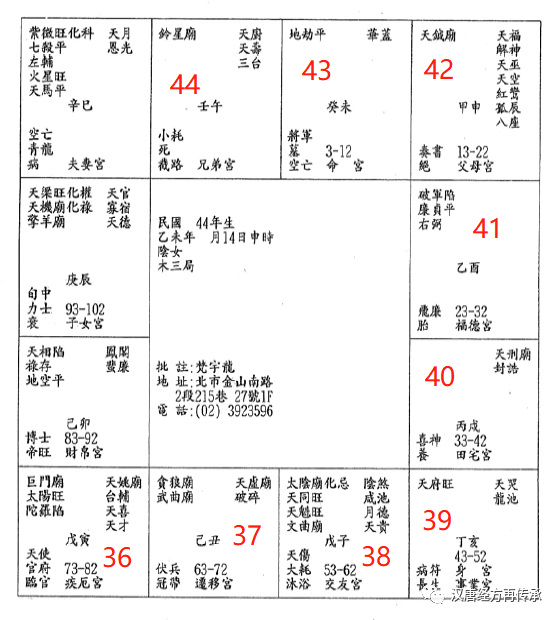 紫微旺化科 天月
七殺平 恩光
左輔
火星旺
天馬平
辛巳
空亡
青龍
病 夫妻宮
鈴星廟 天廚
天壽
三台
44
壬午
小耗
死
截路 兄弟宮
地劫平 華蓋
43
癸未
將軍
墓 3-12
空亡 命 宮
天鉞廟 天福
解神
天巫
天空
紅鸞
孤辰
八座
42
甲申
奏書 13-22
絕 父母宮
天梁旺化權 天官
天機廟化祿 寡宿
擎羊廟 天德
庚辰
旬中
力士 93-102
衰 子女宮
民國 44年生
乙未年 月14日申時
陰女
木三局
批 註:梵宇龍
地 址:北市金山南路
2段215巷 27號1F
電 話:(02) 3923596
破軍陷
廉貞平
右弼
41
乙酉
飛廉 23-32
胎 福德宮
天相陷 鳳閣
祿存 蜚廉
地空平
己卯
博士 83-92
帝旺 財帛宮
天刑廟
封誥
40
丙戌
喜神 33-42
養 田宅宮
巨門廟 天姚廟
太陽旺 台輔
陀羅陷 天喜
天才
戊寅
天使
官府 73-82
臨官 疾厄宮
36
貪狼廟 天虛廟
武曲廟 破碎
37
己丑
伏兵 63-72
冠帶 遷移宮
太陰廟化忌 陰煞
天同旺 咸池
天魁旺 月德
文曲廟 天貴
戊子
天傷
大耗 53-62
沐浴 交友宮
38
天府旺 天哭
龍池
39
丁亥
43-52
病符 身 宮
長生 事業宮
汉唐经方再传承